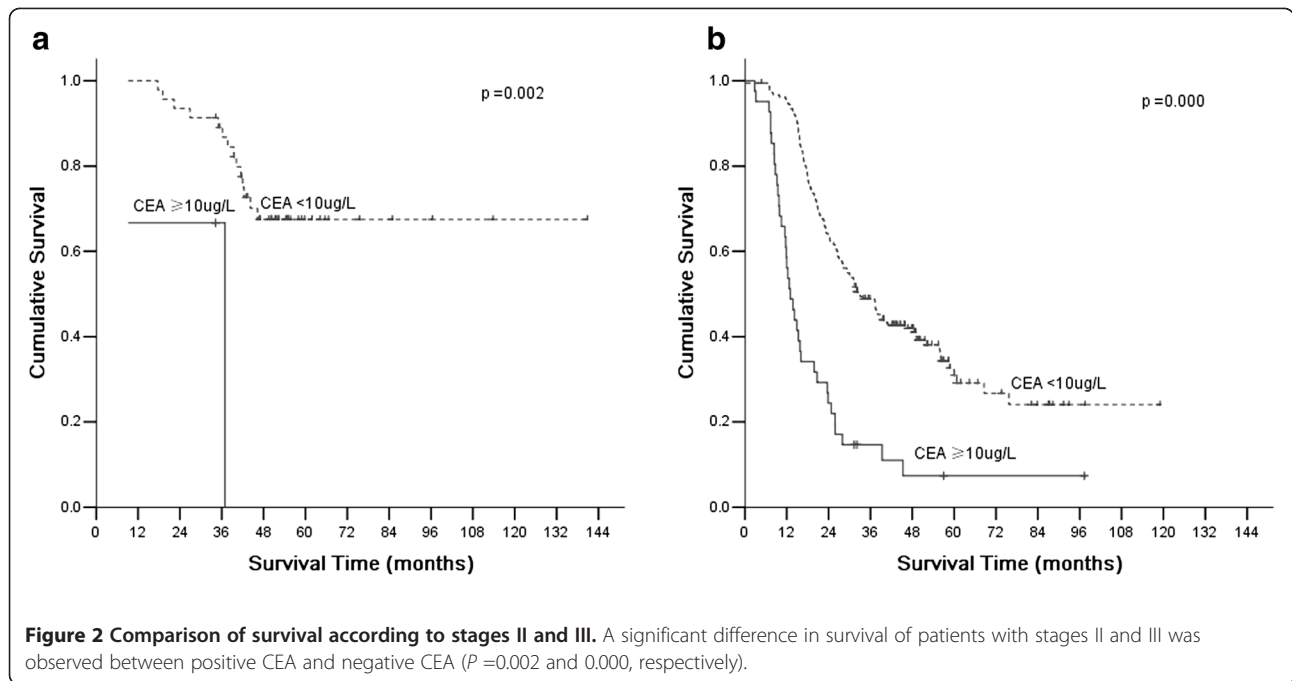 a
p =0.002
1.0
0.8
0.6
0.4
0.2
0.0
Cumulative Survival
CEA ⩾10ug/L
CEA <10ug/L
0 12 24 36 48 60 72 84 96 108 120 132 144
Survival Time (months)
b
p =0.000
1.0
0.8
0.6
0.4
0.2
0.0
Cumulative Survival
CEA <10ug/L
CEA ⩾10ug/L
0 12 24 36 48 60 72 84 96 108 120 132 144
Survival Time (months)
Figure 2 Comparison of survival according to stages II and III. A significant difference in survival of patients with stages II and III was
observed between positive CEA and negative CEA (P =0.002 and 0.000, respectively).